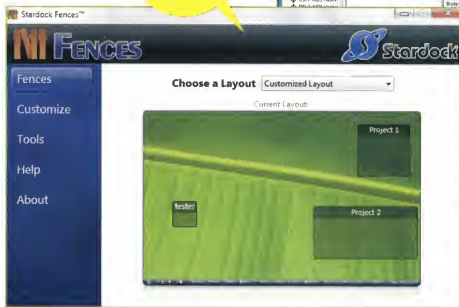 Stardock Fences™
FENCES
Stardock
Fences
Customize
Tools
Help
About
Choose a Layout Customized Layout
Current Layout:
Project 1
tester
Project 2